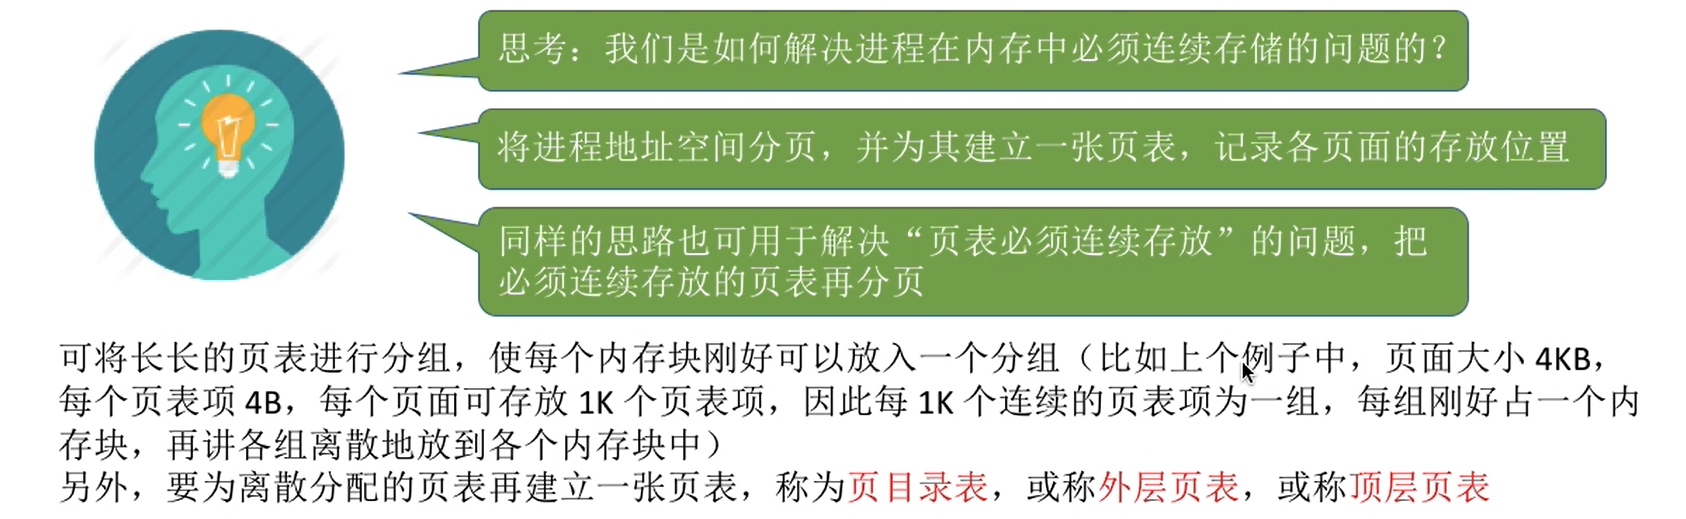 思考：我们是如何解决进程在内存中必须连续存储的问题的？
将进程地址空间分页，并为其建立一张页表，记录各页面的存放位置
同样的思路也可用于解决“页表必须连续存放”的问题，把
必须连续存放的页表再分页
可将长长的页表进行分组，使每个内存块刚好可以放入一个分组（比如上个例子中，页面大小 4KB，
每个页表项 4B，每个页面可存放 1K 个页表项，因此每 1K 个连续的页表项为一组，每组刚好占一个内
存块，再讲各组离散地放到各个内存块中）
另外，要为离散分配的页表再建立一张页表，称为页目录表，或称外层页表，或称顶层页表